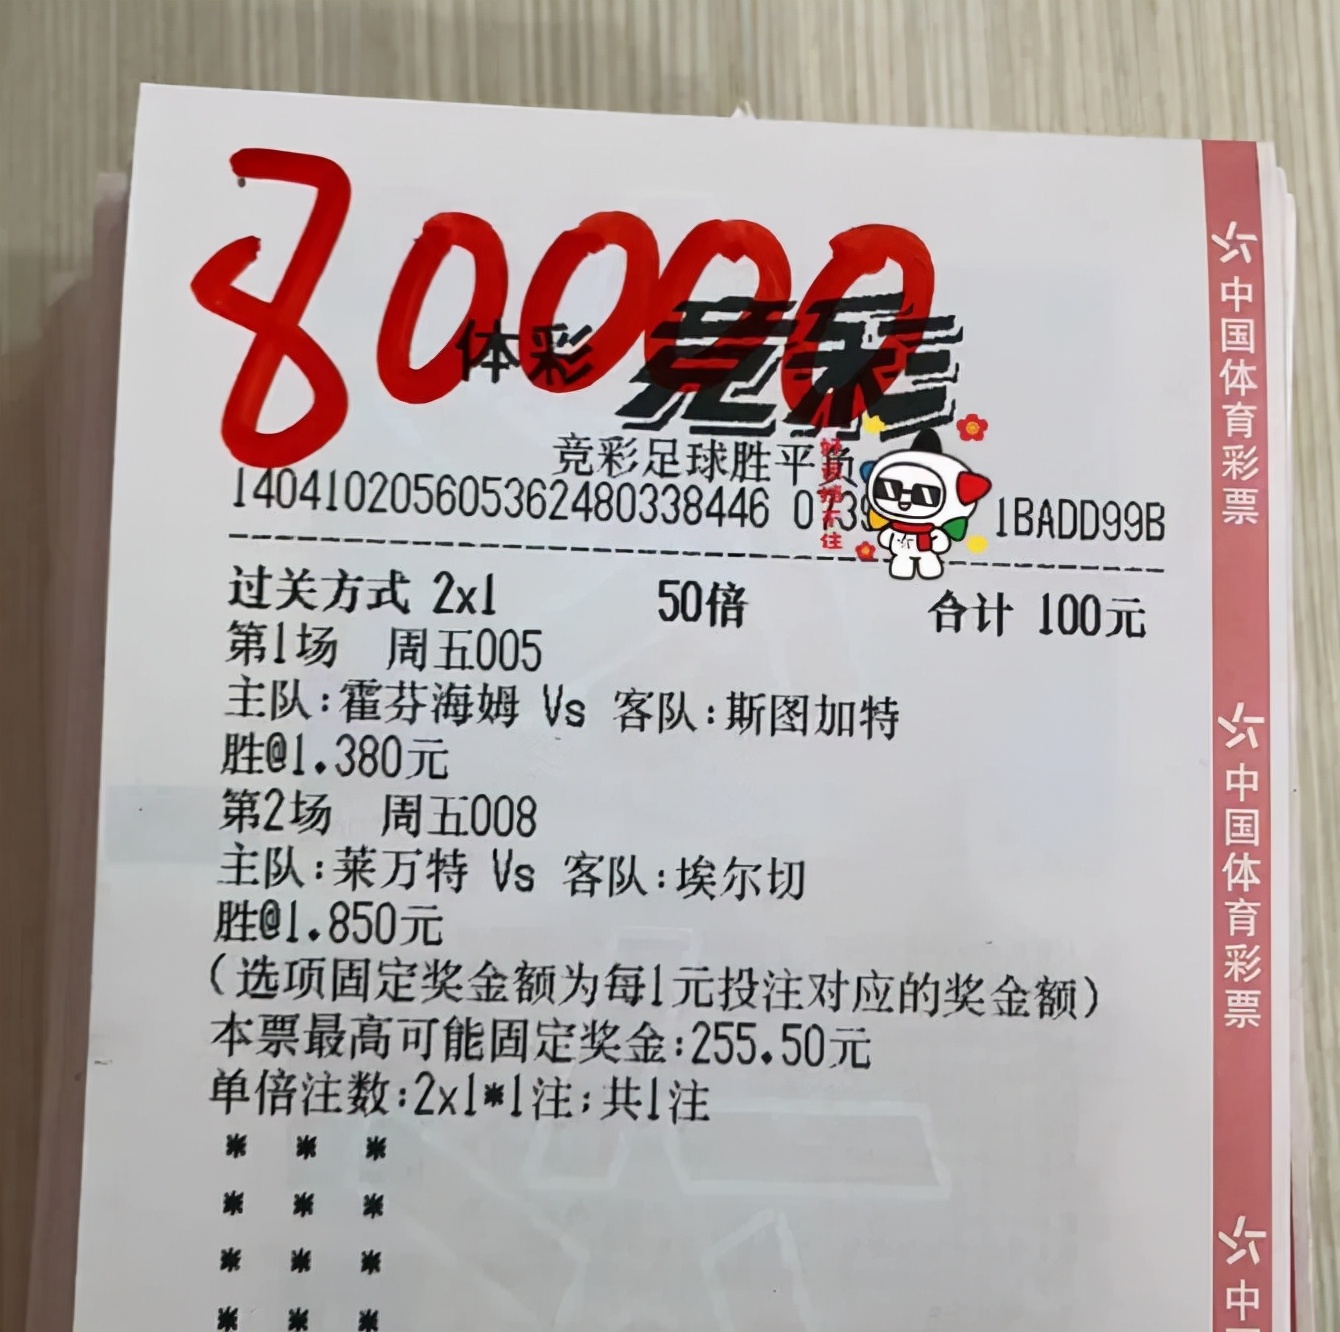 80000
体彩 竞彩
竞彩足球胜平负
140410205605362480338446 0739 1BADD99B
好运挡不住
过关方式 2x1 50倍 合计 100元
第1场 周五005
主队:霍芬海姆 Vs 客队:斯图加特
胜@1.380元
第2场 周五008
主队:莱万特 Vs 客队:埃尔切
胜@1.850元
(选项固定奖金额为每1元投注对应的奖金额)
本票最高可能固定奖金:255.50元
单倍注数:2x1*1注;共1注
* * *
* * *
* * *
* * *
中国体育彩票
中国体育彩票
中